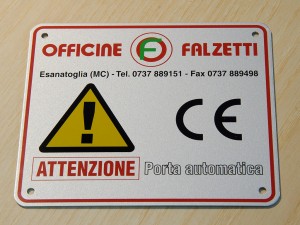 OFFICINE FALZETTI
Esanatoglia (MC) - Tel. 0737 889151 - Fax 0737 889498
CE
ATTENZIONE Porta automatica